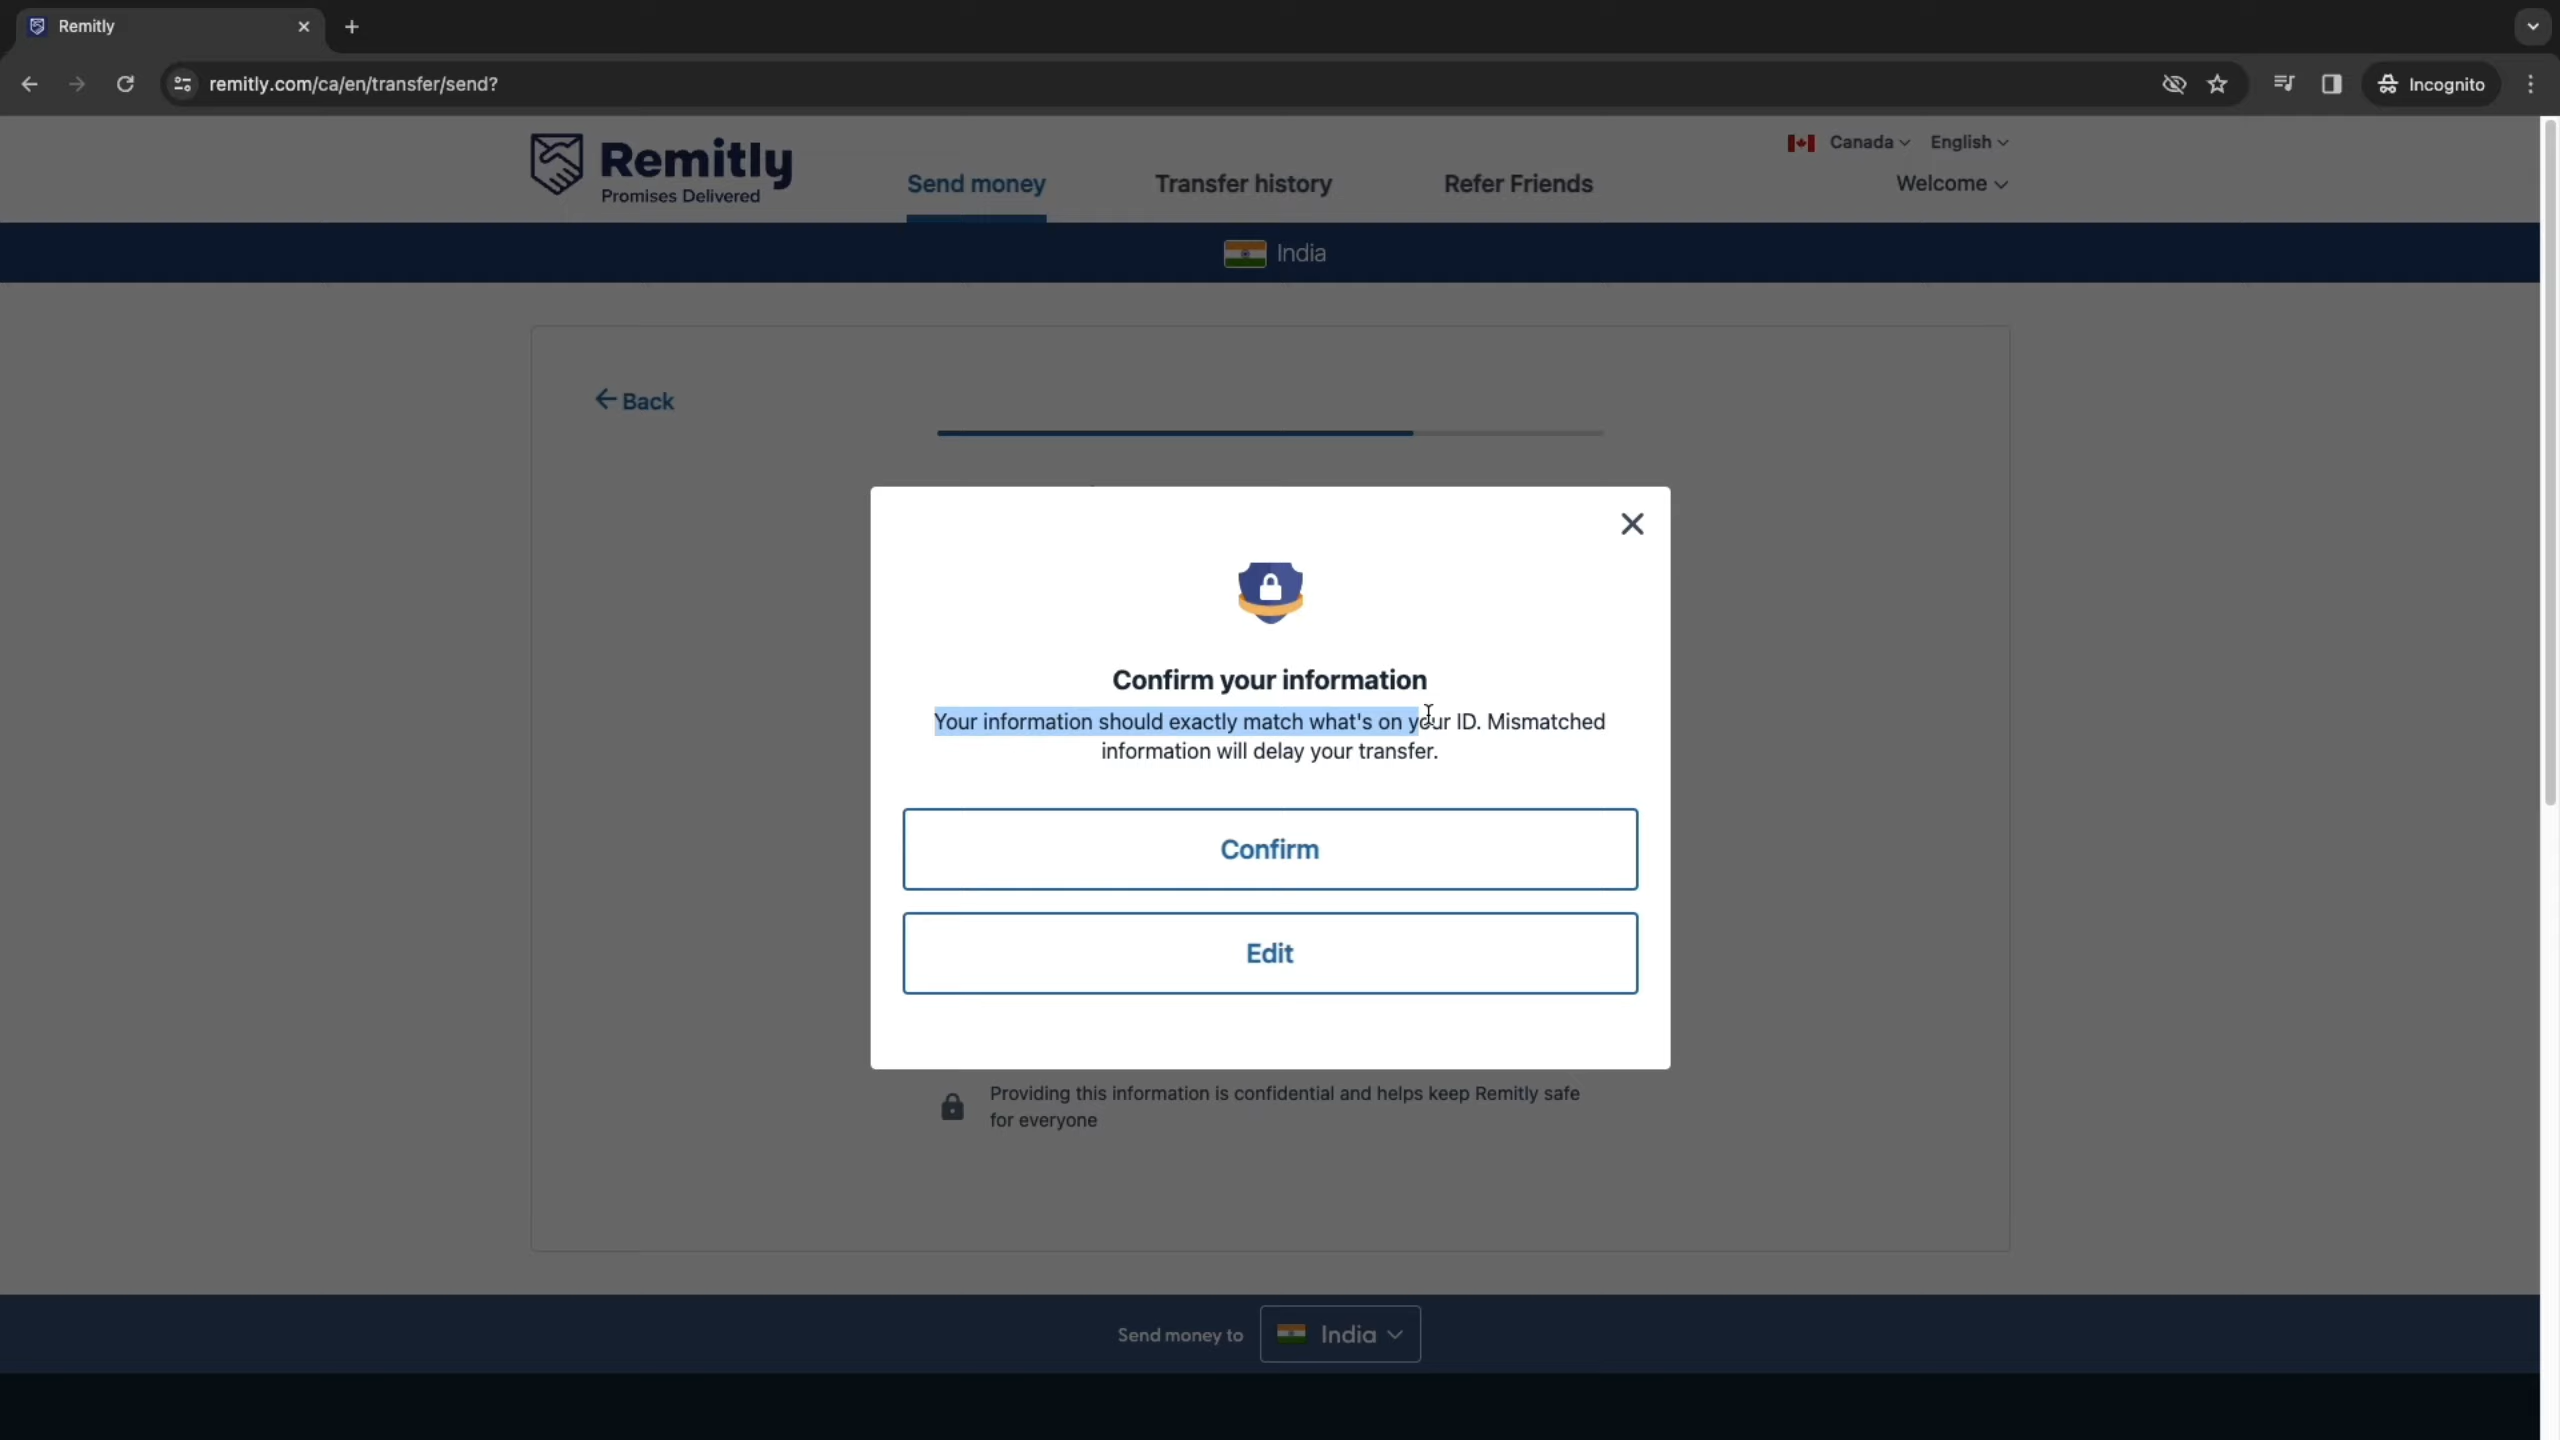 Remitly
remitly.com/ca/en/transfer/send?
Incognito
Remitly
Promises Delivered
Send money
Transfer history
Refer Friends
Canada
English
Welcome
India
Back
Confirm your information
Your information should exactly match what's on your ID. Mismatched
information will delay your transfer.
Confirm
Edit
Providing this information is confidential and helps keep Remitly safe
for everyone
Send money to
India